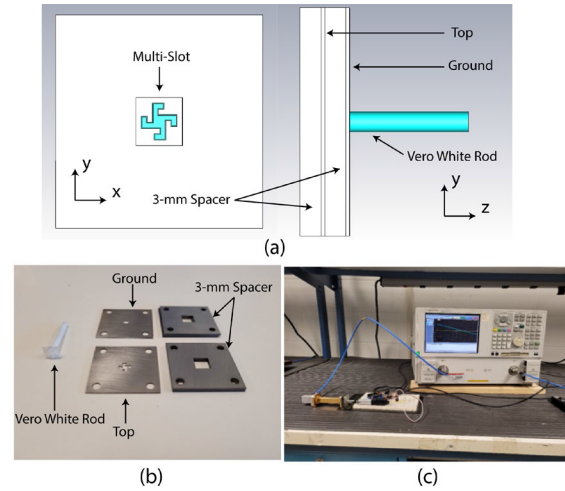 Multi-Slot
Top
Ground
y
x
3-mm Spacer
Vero White Rod
y
z
(a)
Ground
3-mm Spacer
Vero White Rod
Top
(b)
(c)